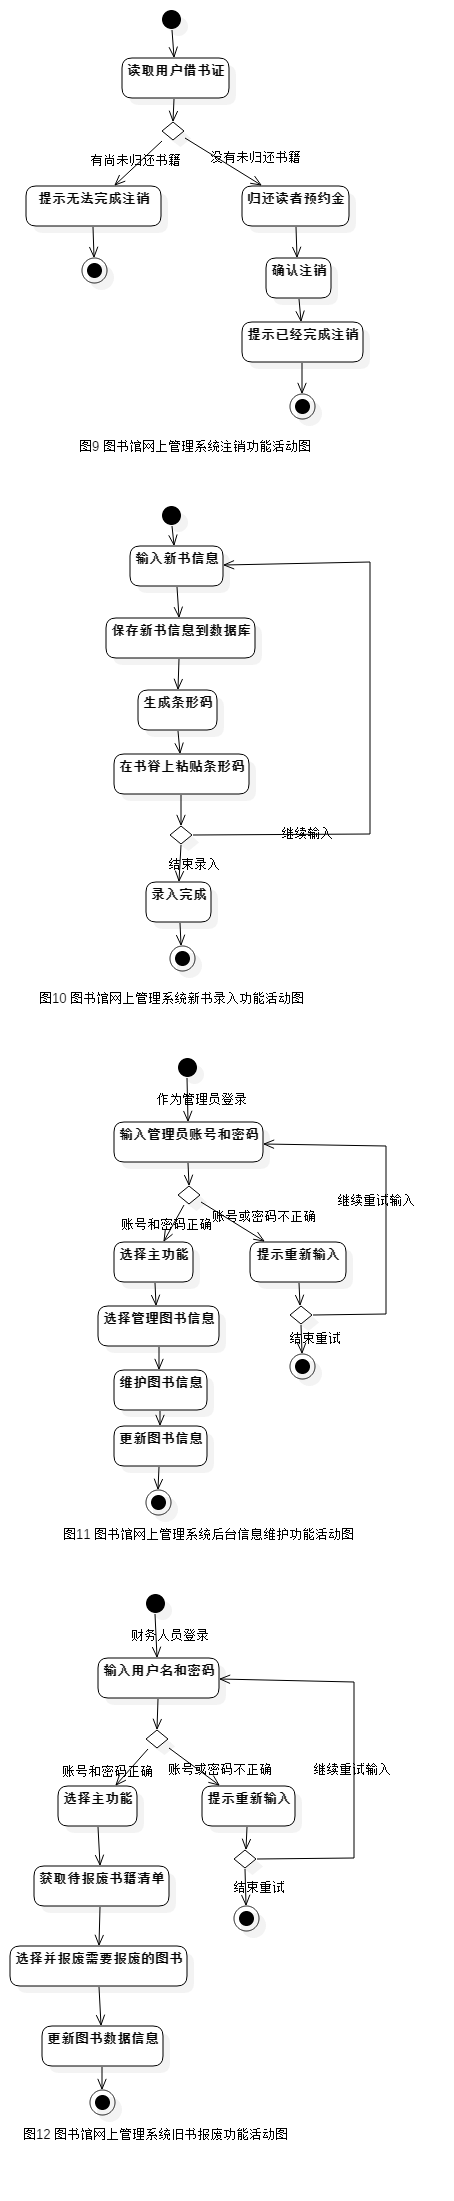 读取用户借书证
有尚未归还书籍
没有未归还书籍
提示无法完成注销
归还读者预约金
确认注销
提示已经完成注销
图9 图书馆网上管理系统注销功能活动图
输入新书信息
保存新书信息到数据库
生成条形码
在书脊上粘贴条形码
继续输入
结束录入
录入完成
图10 图书馆网上管理系统新书录入功能活动图
作为管理员登录
输入管理员账号和密码
继续重试输入
账号和密码正确
账号或密码不正确
选择主功能
提示重新输入
选择管理图书信息
结束重试
维护图书信息
更新图书信息
图11 图书馆网上管理系统后台信息维护功能活动图
财务人员登录
输入用户名和密码
账号和密码正确
账号或密码不正确
继续重试输入
选择主功能
提示重新输入
获取待报废书籍清单
结束重试
选择并报废需要报废的图书
更新图书数据信息
图12 图书馆网上管理系统旧书报废功能活动图